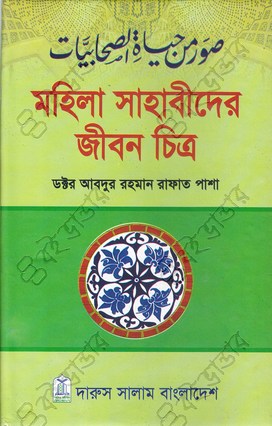 صور من حياة الصحابيات
মহিলা সাহাবীদের
জীবন চিত্র
ডক্টর আবদুর রহমান রাফাত পাশা
দারুস সালাম বাংলাদেশ